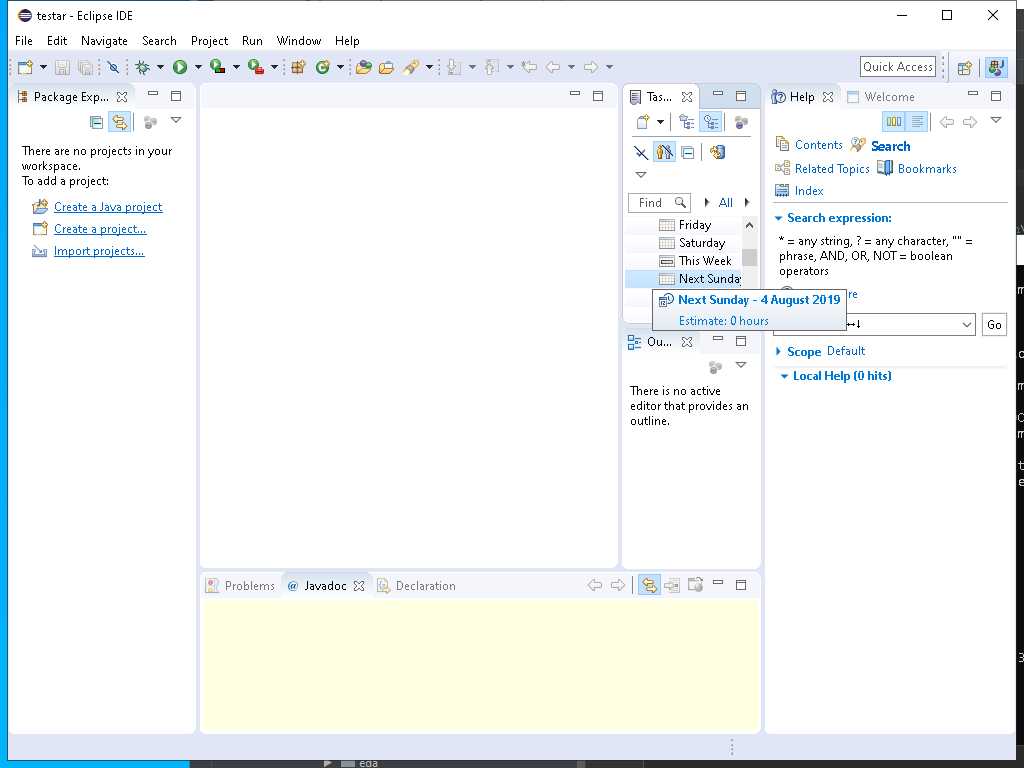 testar - Eclipse IDE
File Edit Navigate Search Project Run Window Help
Quick Access
Package Exp...
There are no projects in your
workspace.
To add a project:
Create a Java project
Create a project...
Import projects...
Tas...
Find
All
Friday
Saturday
This Week
Next Sunda
Next Sunday - 4 August 2019
Estimate: 0 hours
Ou...
There is no active
editor that provides an
outline.
Help
Welcome
Contents
Search
Related Topics
Bookmarks
Index
Search expression:
* = any string, ? = any character, "" =
phrase, AND, OR, NOT = boolean
operators
re
Go
Scope Default
Local Help (0 hits)
Problems
@ Javadoc
Declaration
eda